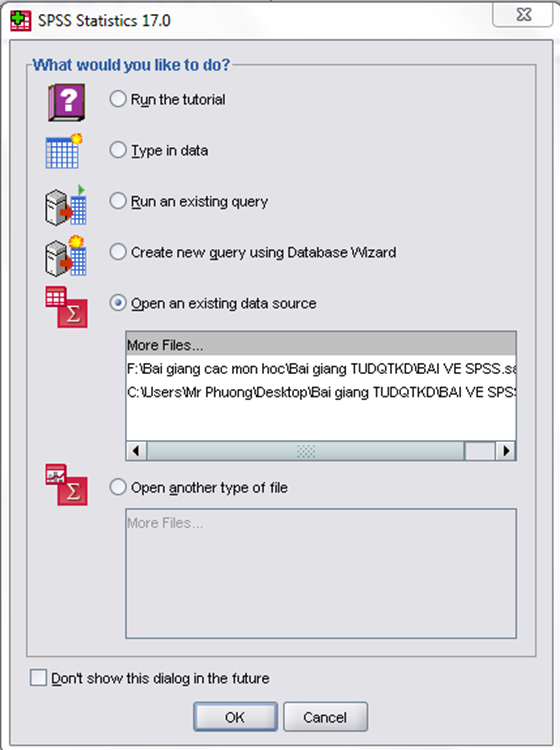 SPSS Statistics 17.0
What would you like to do?
Run the tutorial
Type in data
Run an existing query
Create new query using Database Wizard
Open an existing data source
More Files...
F:\Bai giang cac mon hoc\Bai giang TUDQTKD\BAI VE SPSS.sa
C:\Users\Mr Phuong\Desktop\Bai giang TUDQTKD\BAI VE SPSS
Open another type of file
More Files...
Don't show this dialog in the future
OK
Cancel